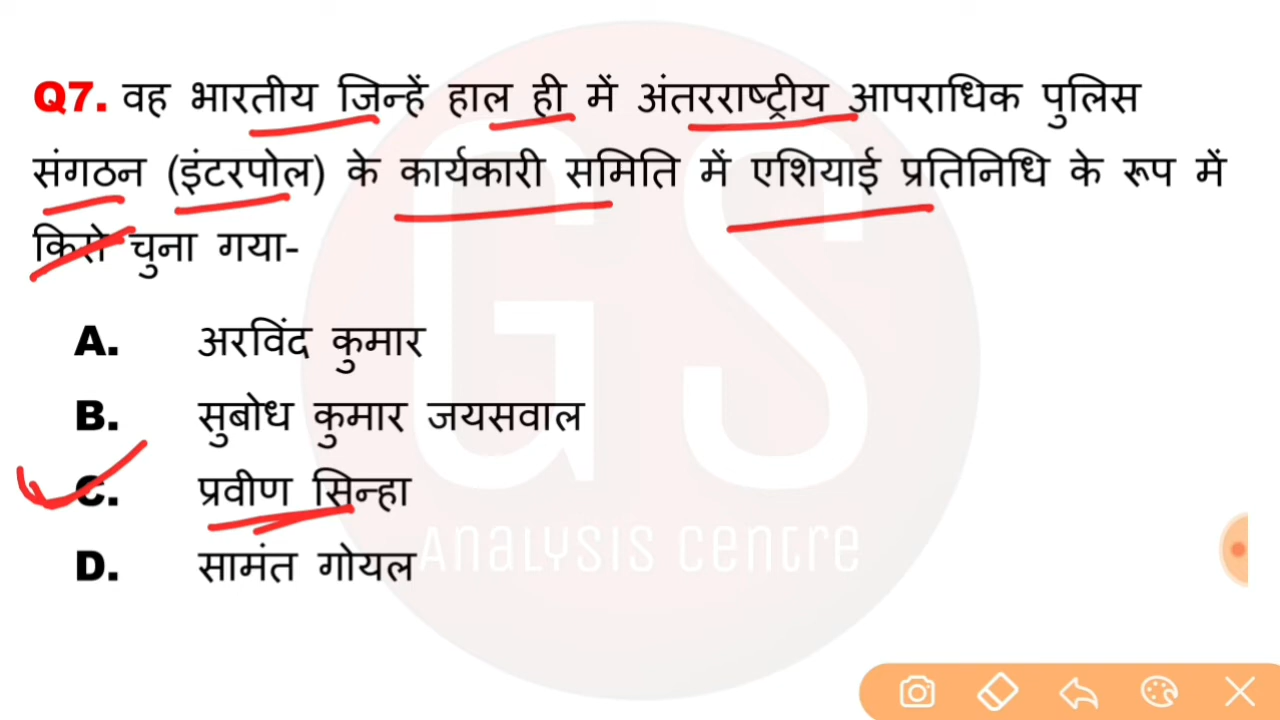 Q7. वह भारतीय जिन्हें हाल ही में अंतरराष्ट्रीय आपराधिक पुलिस
संगठन (इंटरपोल) के कार्यकारी समिति में एशियाई प्रतिनिधि के रूप में
किसे चुना गया-
A. अरविंद कुमार
B. सुबोध कुमार जयसवाल
C. प्रवीण सिन्हा
D. सामंत गोयल
GS
Analysis Centre